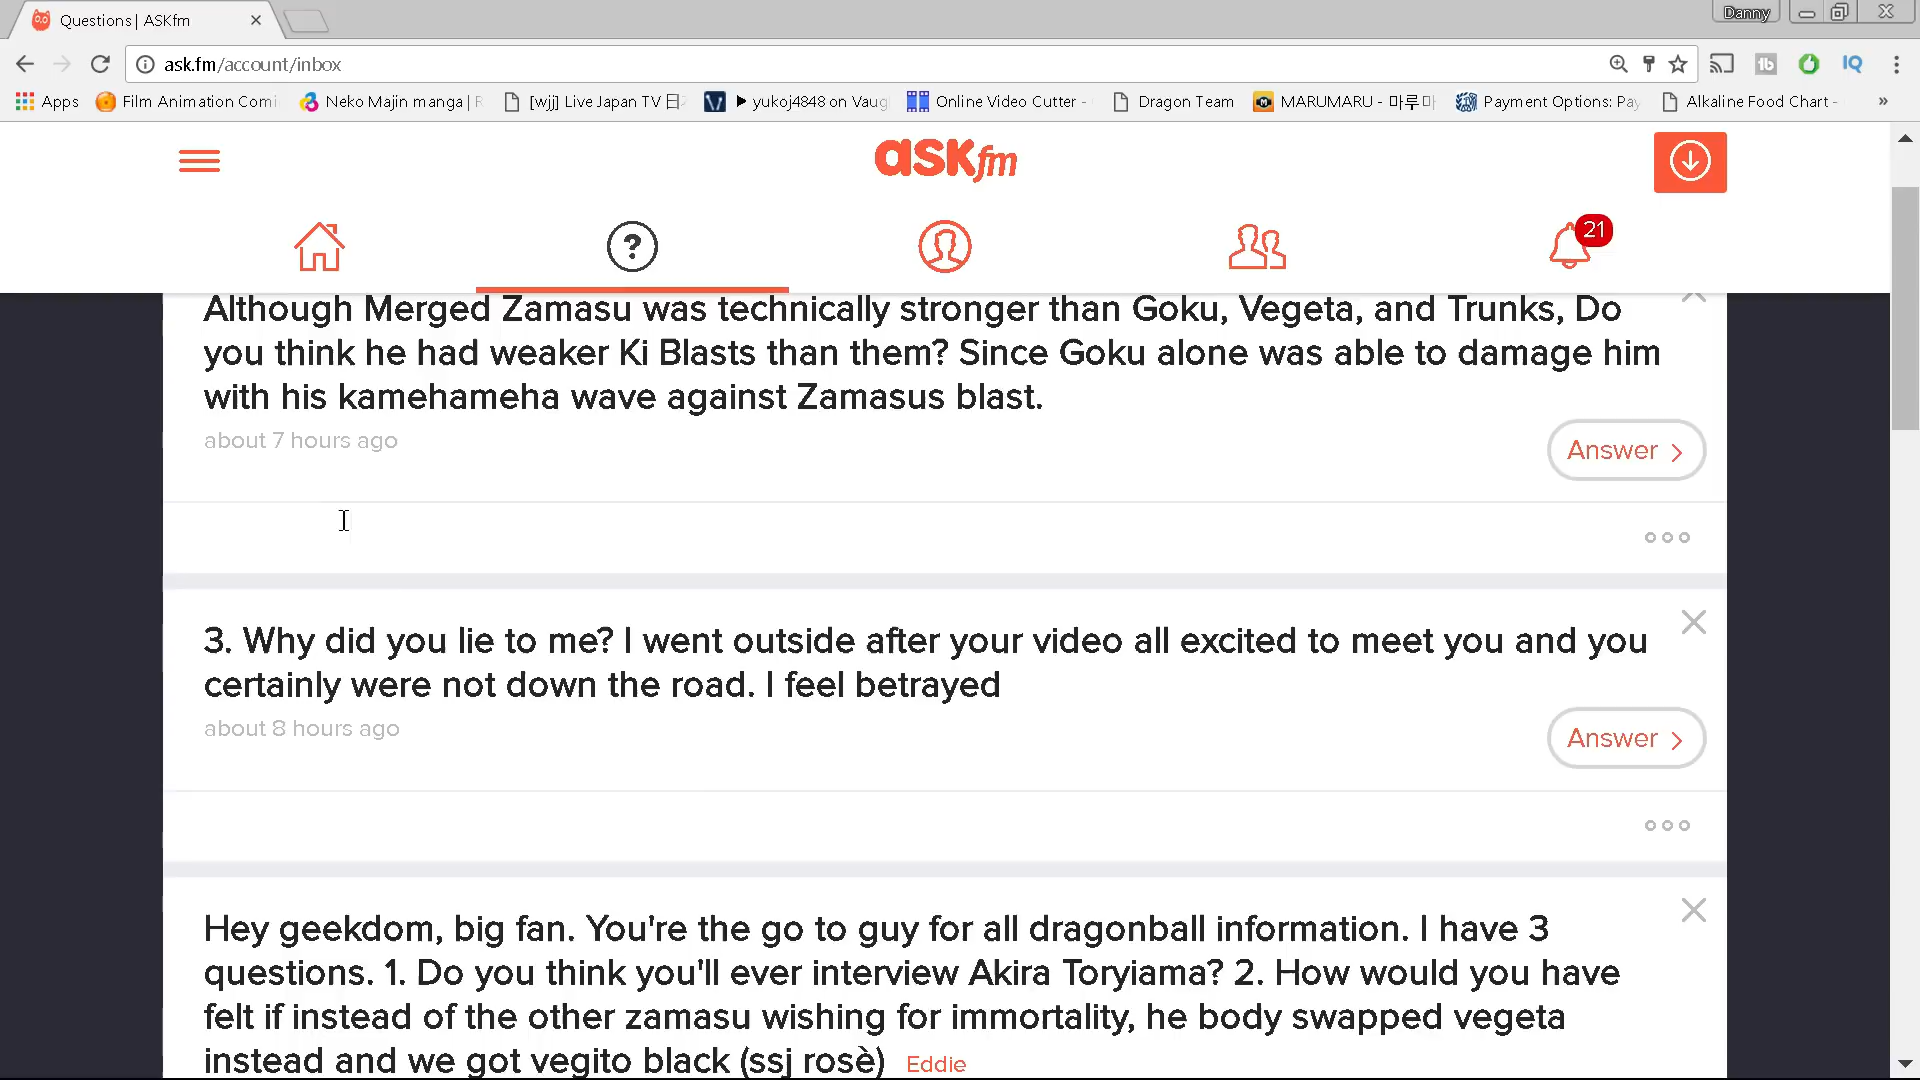 Questions | ASKfm
Danny
ask.fm/account/inbox
Apps
Film Animation Comi
Neko Majin manga | R
[wjj] Live Japan TV 日
▶ yukoj4848 on Vaug
Online Video Cutter -
Dragon Team
MARUMARU - 마루마
Payment Options: Pay
Alkaline Food Chart -
»
ASKfm
21
Although Merged Zamasu was technically stronger than Goku, Vegeta, and Trunks, Do
you think he had weaker Ki Blasts than them? Since Goku alone was able to damage him
with his kamehameha wave against Zamasus blast.
about 7 hours ago
Answer >
3. Why did you lie to me? I went outside after your video all excited to meet you and you
certainly were not down the road. I feel betrayed
about 8 hours ago
Answer >
Hey geekdom, big fan. You're the go to guy for all dragonball information. I have 3
questions. 1. Do you think you'll ever interview Akira Toryiama? 2. How would you have
felt if instead of the other zamasu wishing for immortality, he body swapped vegeta
instead and we got vegito black (ssj rosè) Eddie